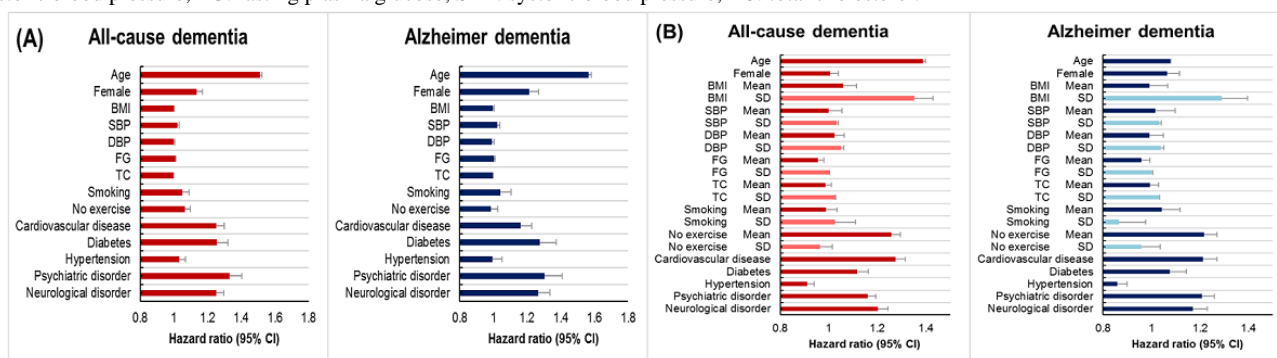 (A)
All-cause dementia
Age
Female
BMI
SBP
DBP
FG
TC
Smoking
No exercise
Cardiovascular disease
Diabetes
Hypertension
Psychiatric disorder
Neurological disorder
0.8 1 1.2 1.4 1.6 1.8
Hazard ratio (95% CI)
Alzheimer dementia
Age
Female
BMI
SBP
DBP
FG
TC
Smoking
No exercise
Cardiovascular disease
Diabetes
Hypertension
Psychiatric disorder
Neurological disorder
0.8 1 1.2 1.4 1.6 1.8
Hazard ratio (95% CI)
(B)
All-cause dementia
Age
Female
BMI Mean
BMI SD
SBP Mean
SBP SD
DBP Mean
DBP SD
FG Mean
FG SD
TC Mean
TC SD
Smoking Mean
Smoking SD
No exercise Mean
No exercise SD
Cardiovascular disease
Diabetes
Hypertension
Psychiatric disorder
Neurological disorder
0.8 1 1.2 1.4
Hazard ratio (95% CI)
Alzheimer dementia
Age
Female
BMI Mean
BMI SD
SBP Mean
SBP SD
DBP Mean
DBP SD
FG Mean
FG SD
TC Mean
TC SD
Smoking Mean
Smoking SD
No exercise Mean
No exercise SD
Cardiovascular disease
Diabetes
Hypertension
Psychiatric disorder
Neurological disorder
0.8 1 1.2 1.4
Hazard ratio (95% CI)